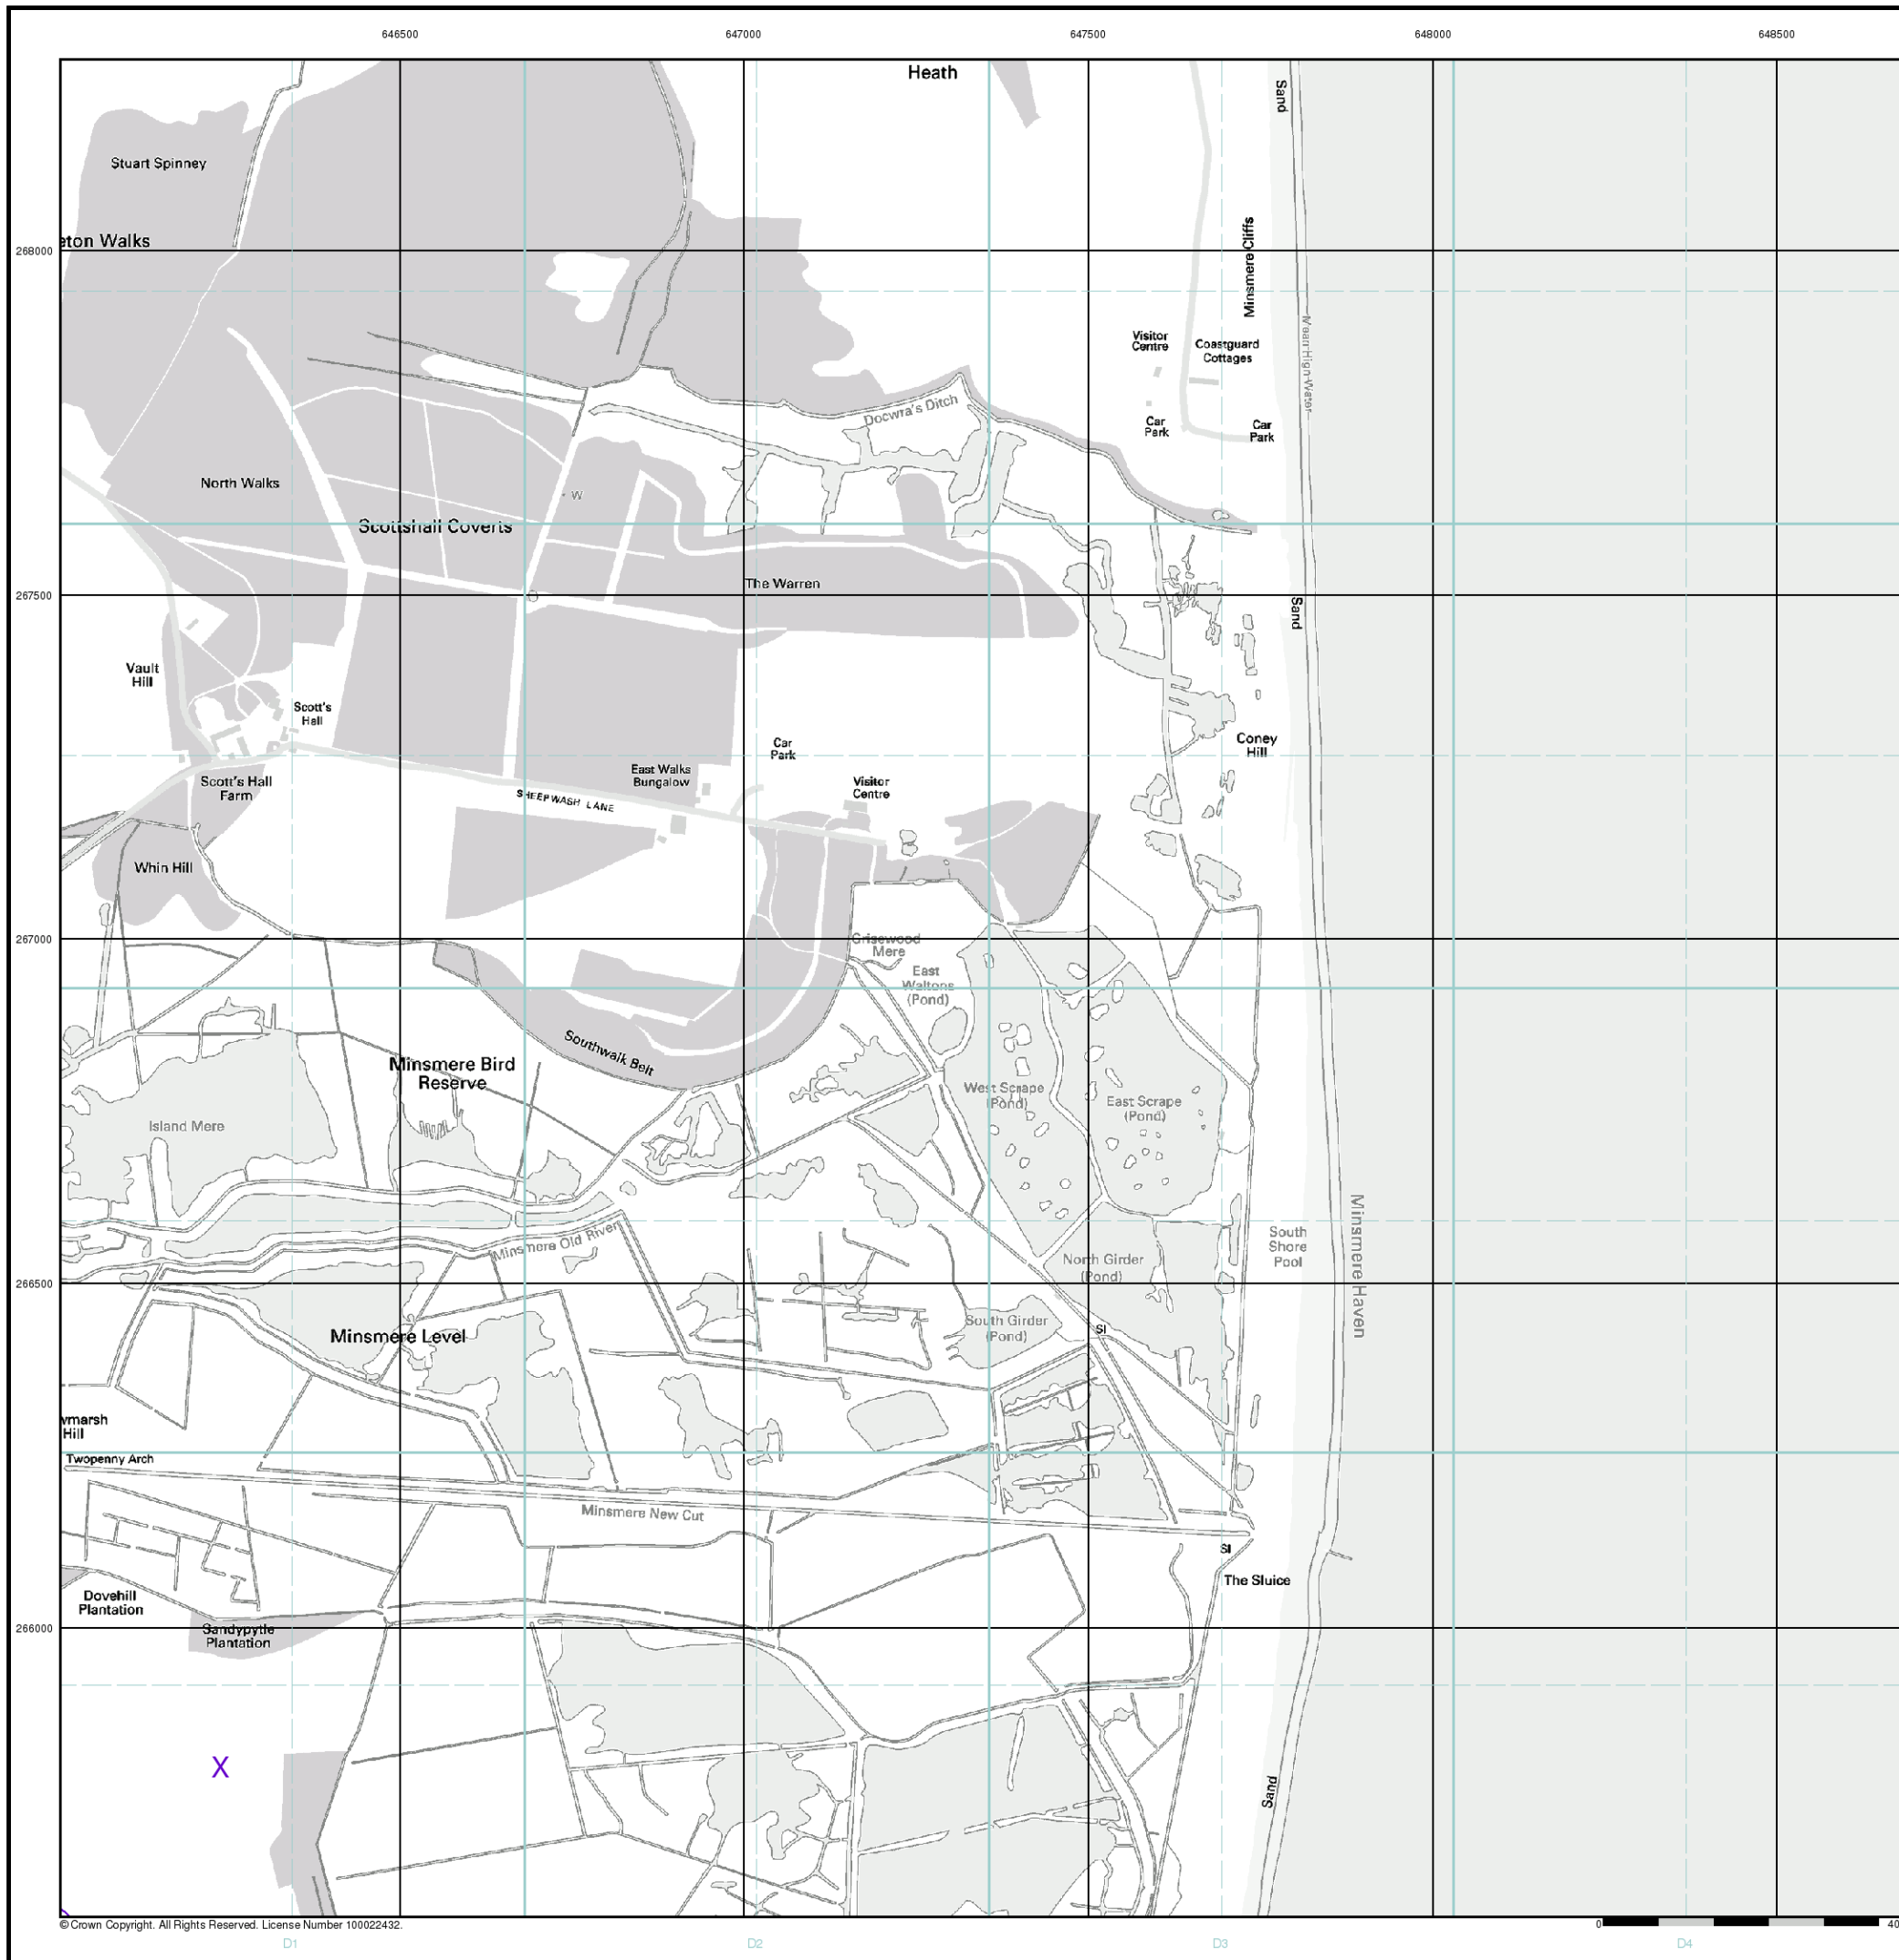 646500
647000
647500
648000
648500
Heath
Sand
Stuart Spinney
eton Walks
268000
Minsmere Cliffs
Visitor
Centre
Coastguard
Cottages
Mean High Water
Docwra's Ditch
Car
Park
Car
Park
North Walks
W
Scottshall Coverts
The Warren
267500
Sand
Vault
Hill
Scott's
Hall
Car
Park
Coney
Hill
East Walks
Bungalow
Visitor
Centre
Scott's Hall
Farm
SHEEPWASH LANE
Whin Hill
267000
Grisewood
Mere
East
Waltons
(Pond)
Southwalk Belt
Minsmere Bird
Reserve
West Scrape
(Pond)
East Scrape
(Pond)
Island Mere
Minsmere Old River
South
Shore
Pool
Minsmere Haven
North Girder
(Pond)
266500
South Girder
(Pond)
Sl
Minsmere Level
wmarsh
Hill
Twopenny Arch
Minsmere New Cut
Sl
The Sluice
Dovehill
Plantation
Sandypytle
Plantation
266000
X
Sand
© Crown Copyright. All Rights Reserved. License Number 100022432.
0
40
D1
D2
D3
D4